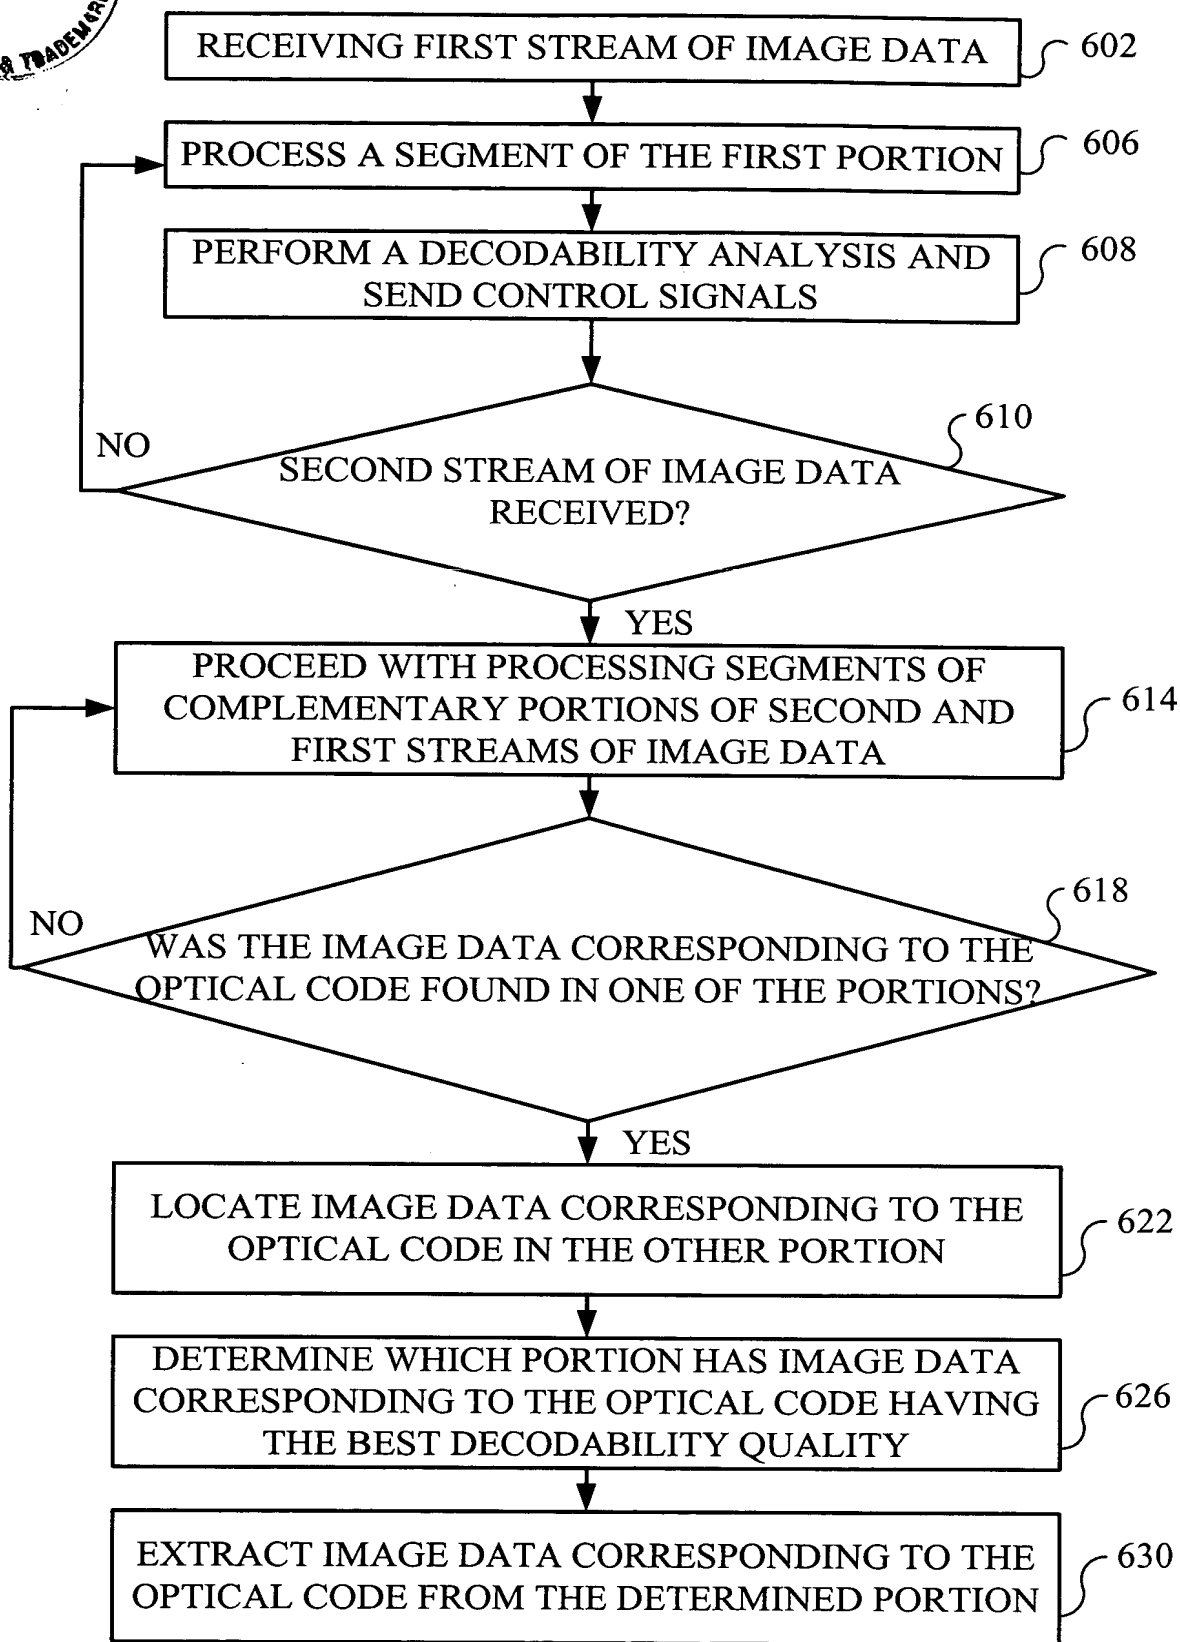 & TRADEMARK
RECEIVING FIRST STREAM OF IMAGE DATA
602
PROCESS A SEGMENT OF THE FIRST PORTION
606
PERFORM A DECODABILITY ANALYSIS AND
SEND CONTROL SIGNALS
608
610
NO
SECOND STREAM OF IMAGE DATA
RECEIVED?
YES
PROCEED WITH PROCESSING SEGMENTS OF
COMPLEMENTARY PORTIONS OF SECOND AND
FIRST STREAMS OF IMAGE DATA
614
618
NO
WAS THE IMAGE DATA CORRESPONDING TO THE
OPTICAL CODE FOUND IN ONE OF THE PORTIONS?
YES
LOCATE IMAGE DATA CORRESPONDING TO THE
OPTICAL CODE IN THE OTHER PORTION
622
DETERMINE WHICH PORTION HAS IMAGE DATA
CORRESPONDING TO THE OPTICAL CODE HAVING
THE BEST DECODABILITY QUALITY
626
EXTRACT IMAGE DATA CORRESPONDING TO THE
OPTICAL CODE FROM THE DETERMINED PORTION
630